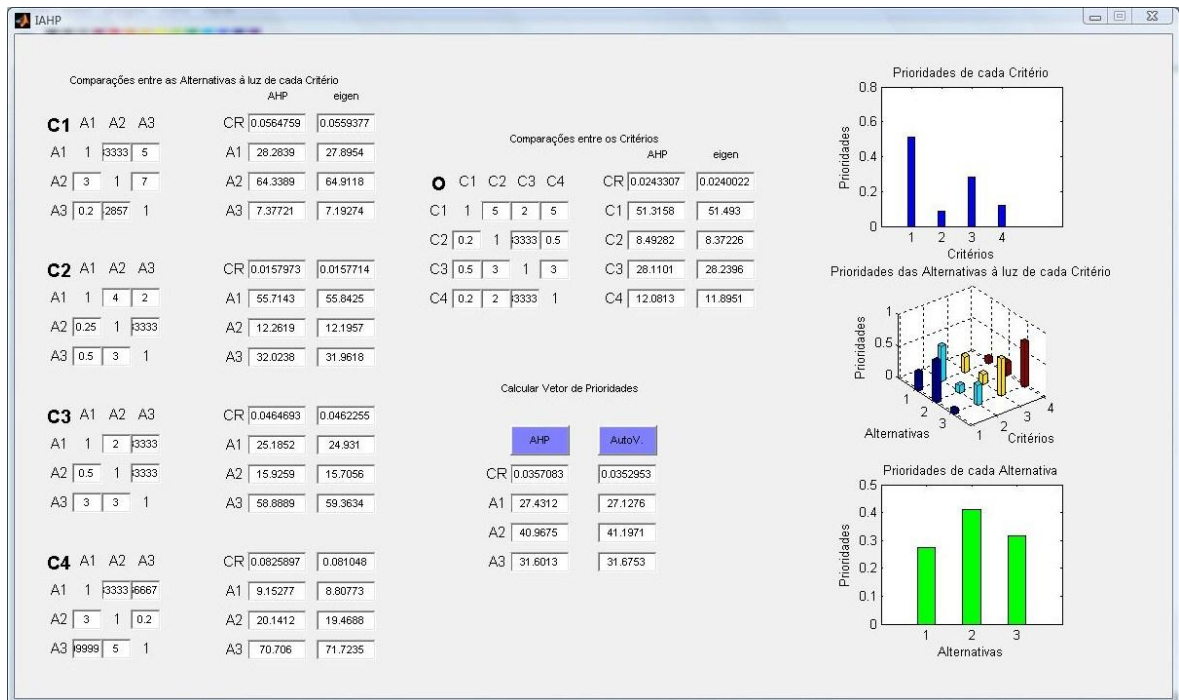 IAHP
Comparações entre as Alternativas à luz de cada Critério
AHP eigen
C1 A1 A2 A3 CR 0.0564759 0.0559377
A1 1 3333 5 A1 28.2839 27.8954
A2 3 1 7 A2 64.3389 64.9118
A3 0.2 .2857 1 A3 7.37721 7.19274
C2 A1 A2 A3 CR 0.0157973 0.0157714
A1 1 4 2 A1 55.7143 55.8425
A2 0.25 1 3333 A2 12.2619 12.1957
A3 0.5 3 1 A3 32.0238 31.9618
C3 A1 A2 A3 CR 0.0464693 0.0462255
A1 1 2 3333 A1 25.1852 24.931
A2 0.5 1 3333 A2 15.9259 15.7056
A3 3 3 1 A3 58.8889 59.3634
C4 A1 A2 A3 CR 0.0825897 0.081048
A1 1 3333 6667 A1 9.15277 8.80773
A2 3 1 0.2 A2 20.1412 19.4688
A3 9999 5 1 A3 70.706 71.7235
Comparações entre os Critérios
AHP eigen
O C1 C2 C3 C4 CR 0.0243307 0.0240022
C1 1 5 2 5 C1 51.3158 51.493
C2 0.2 1 3333 0.5 C2 8.49282 8.37226
C3 0.5 3 1 3 C3 28.1101 28.2396
C4 0.2 2 3333 1 C4 12.0813 11.8951
Calcular Vetor de Prioridades
AHP AutoV.
CR 0.0357083 0.0352953
A1 27.4312 27.1276
A2 40.9675 41.1971
A3 31.6013 31.6753
Prioridades de cada Critério
Prioridades
0.8
0.6
0.4
0.2
0
1 2 3 4
Critérios
Prioridades das Alternativas à luz de cada Critério
Prioridades
1
0.5
0
1 2 3
Alternativas
1 2 3 4
Critérios
Prioridades de cada Alternativa
Prioridades
0.5
0.4
0.3
0.2
0.1
0
1 2 3
Alternativas